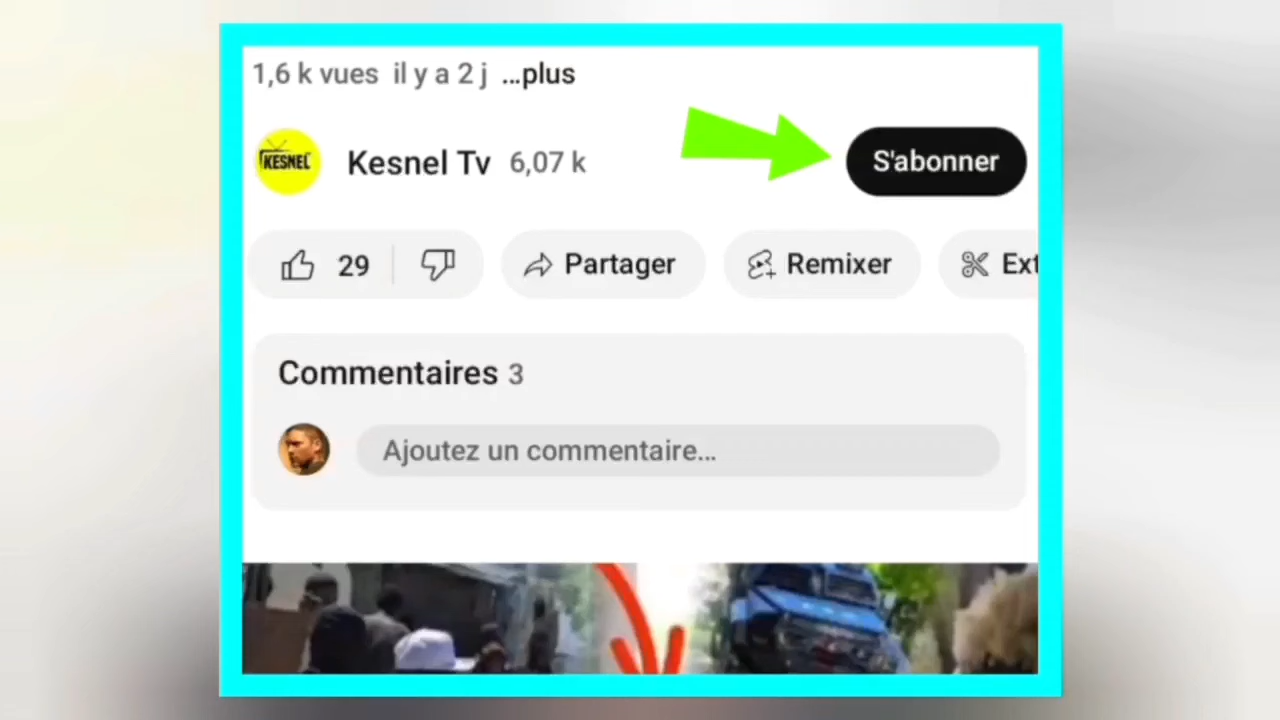 1,6 k vues il y a 2 j ...plus
KESNEL
Kesnel Tv 6,07 k
S'abonner
29
Partager
Remixer
Ext
Commentaires 3
Ajoutez un commentaire...